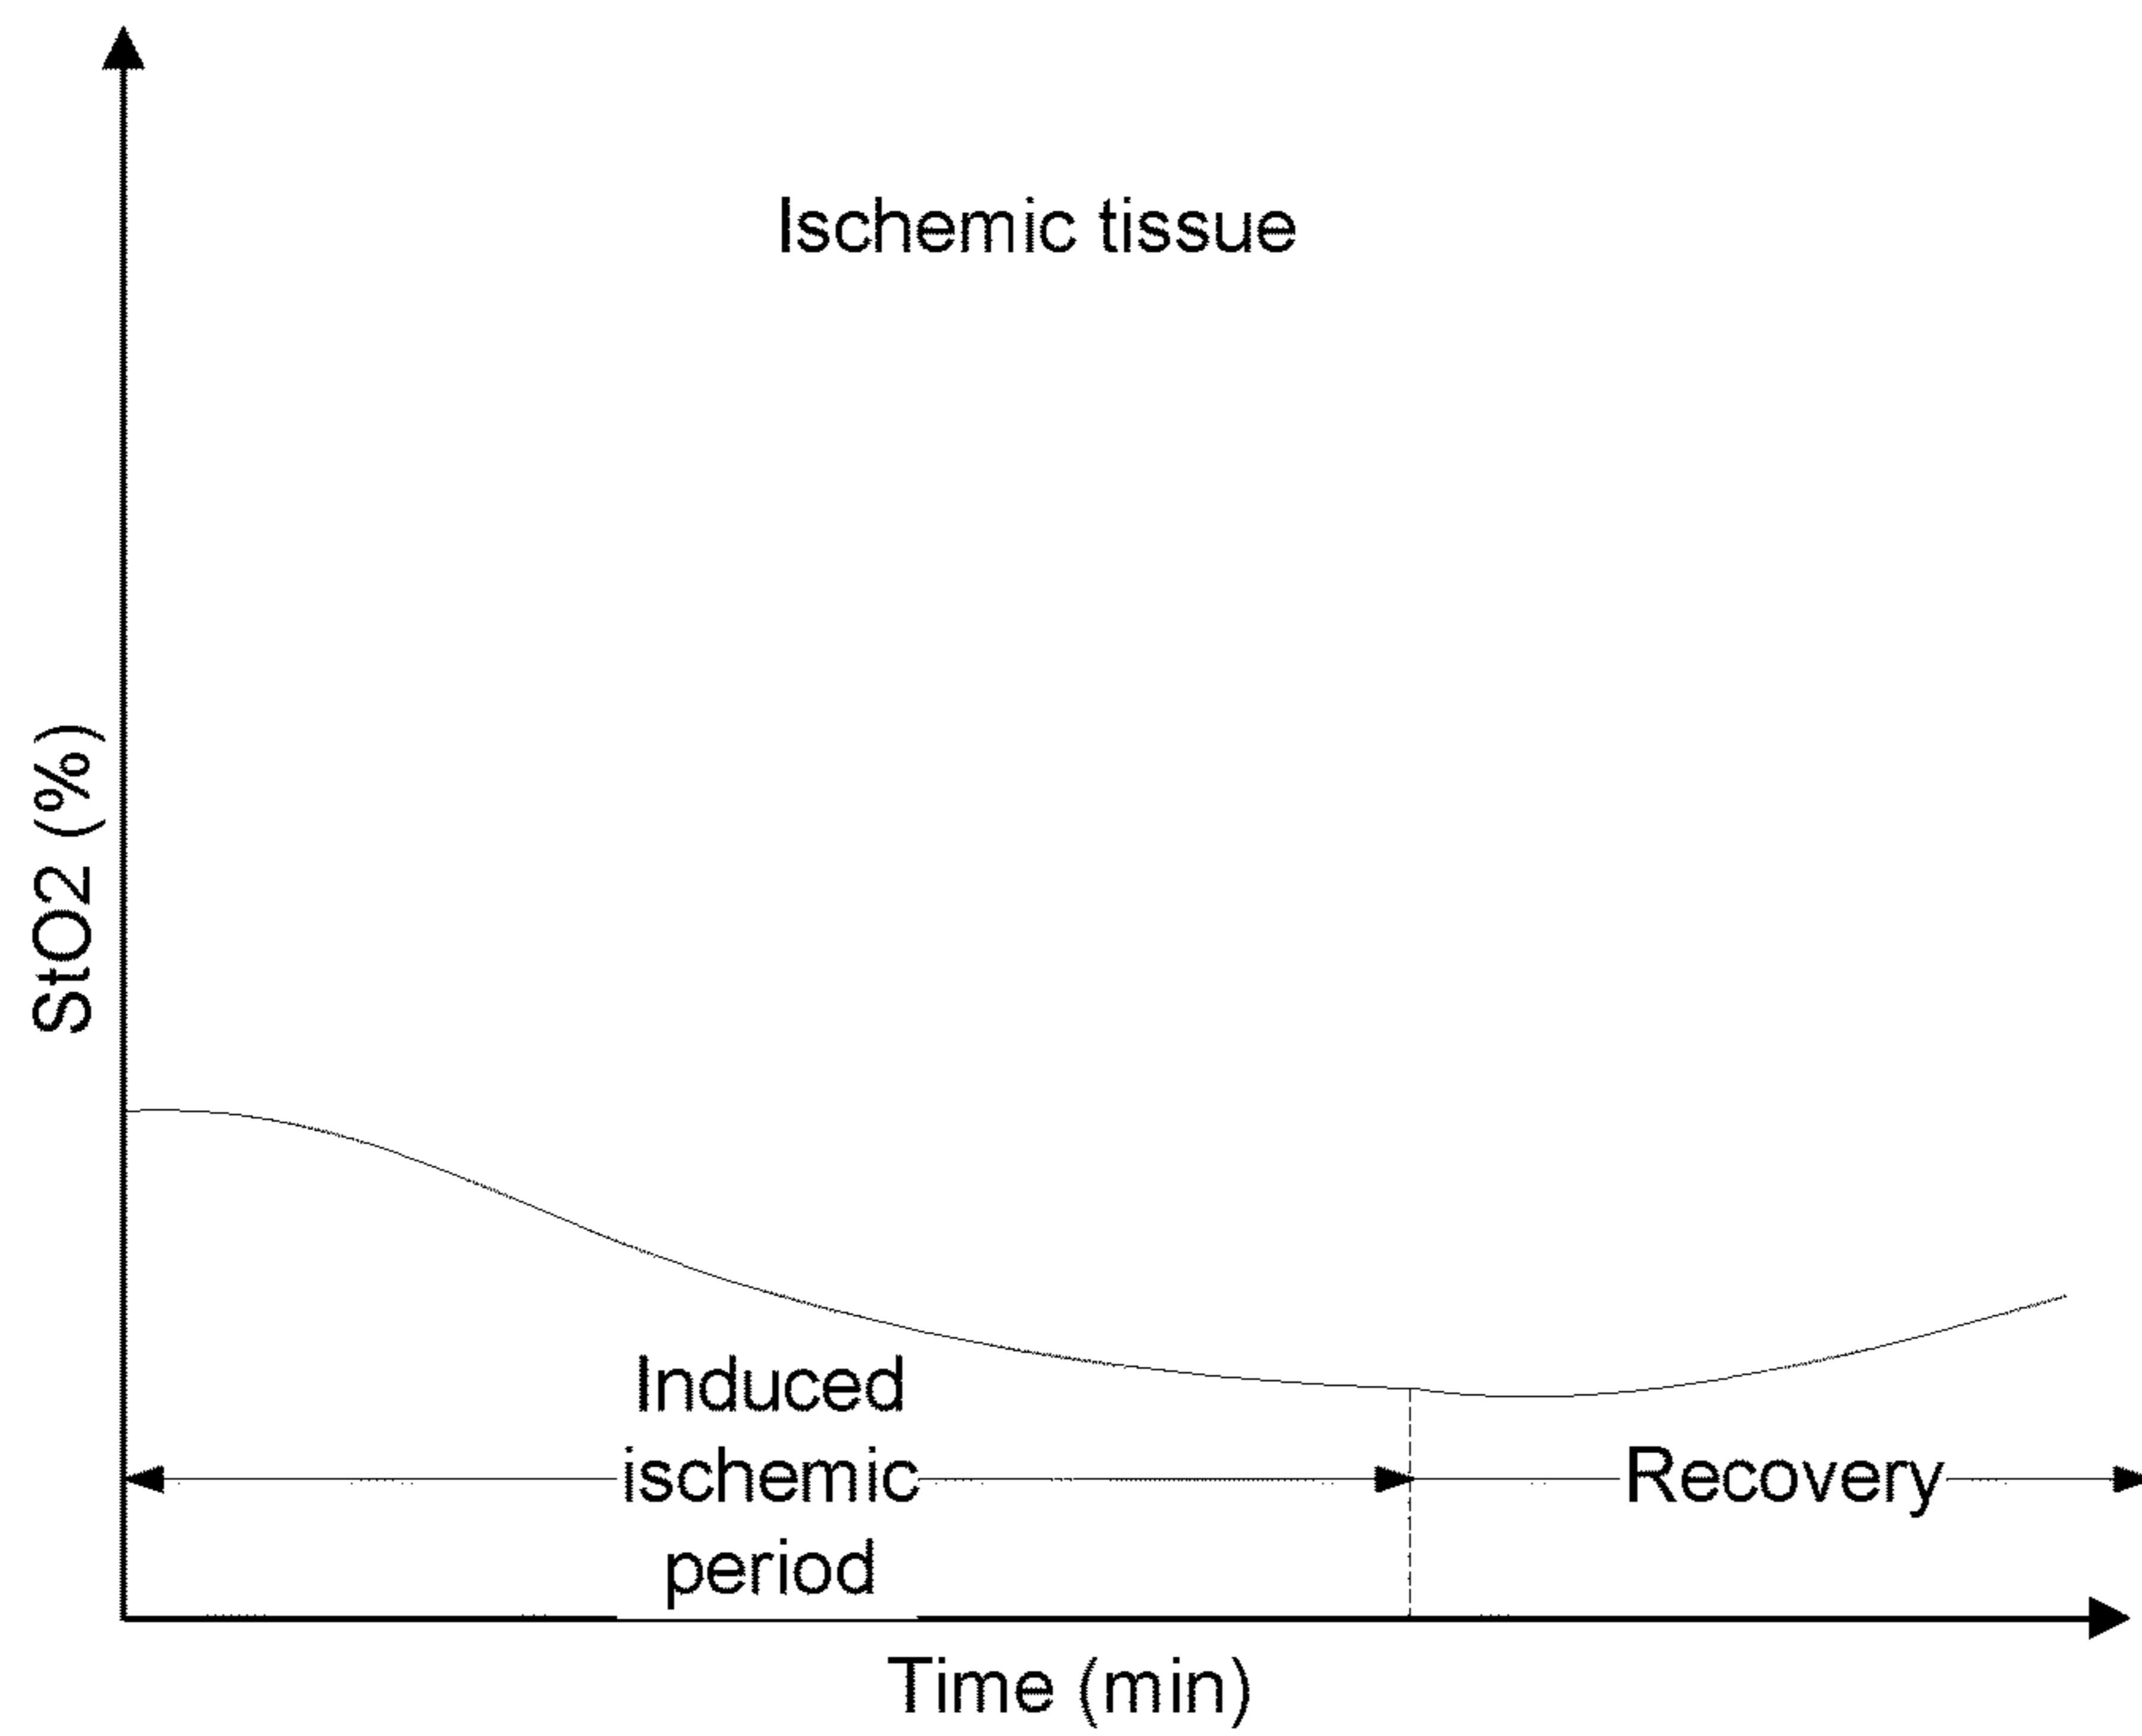 Ischemic tissue
StO2 (%)
Induced
ischemic
period
Recovery
Time (min)